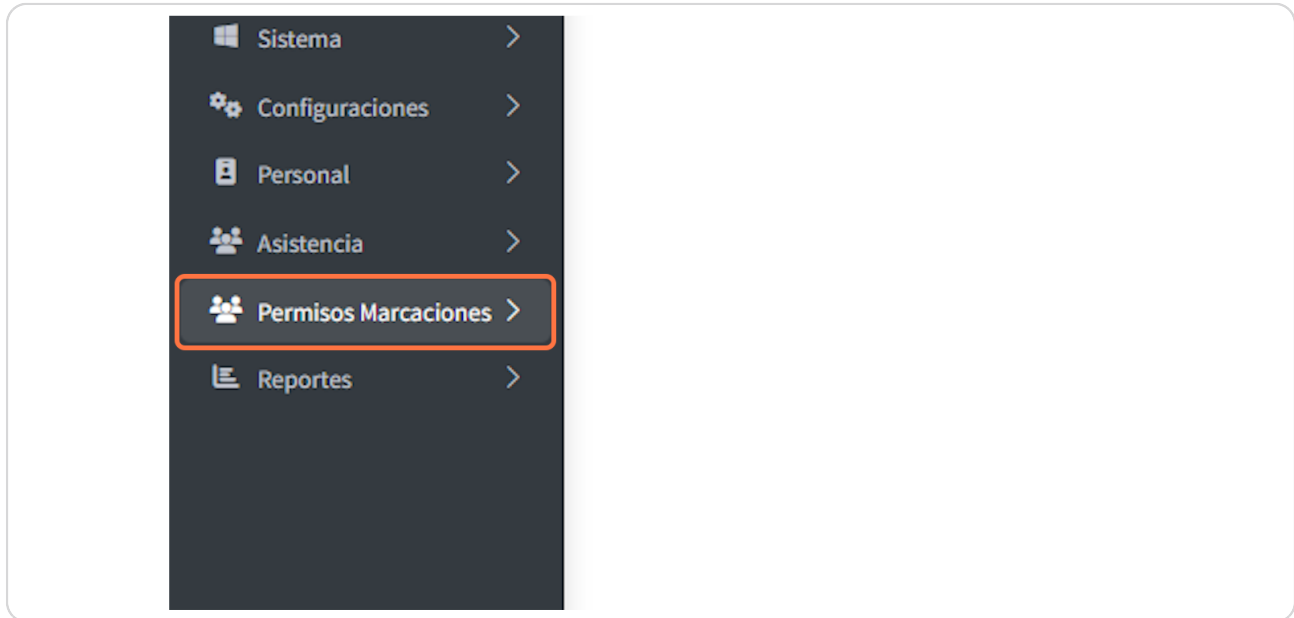 Sistema
Configuraciones
Personal
Asistencia
Permisos Marcaciones
Reportes